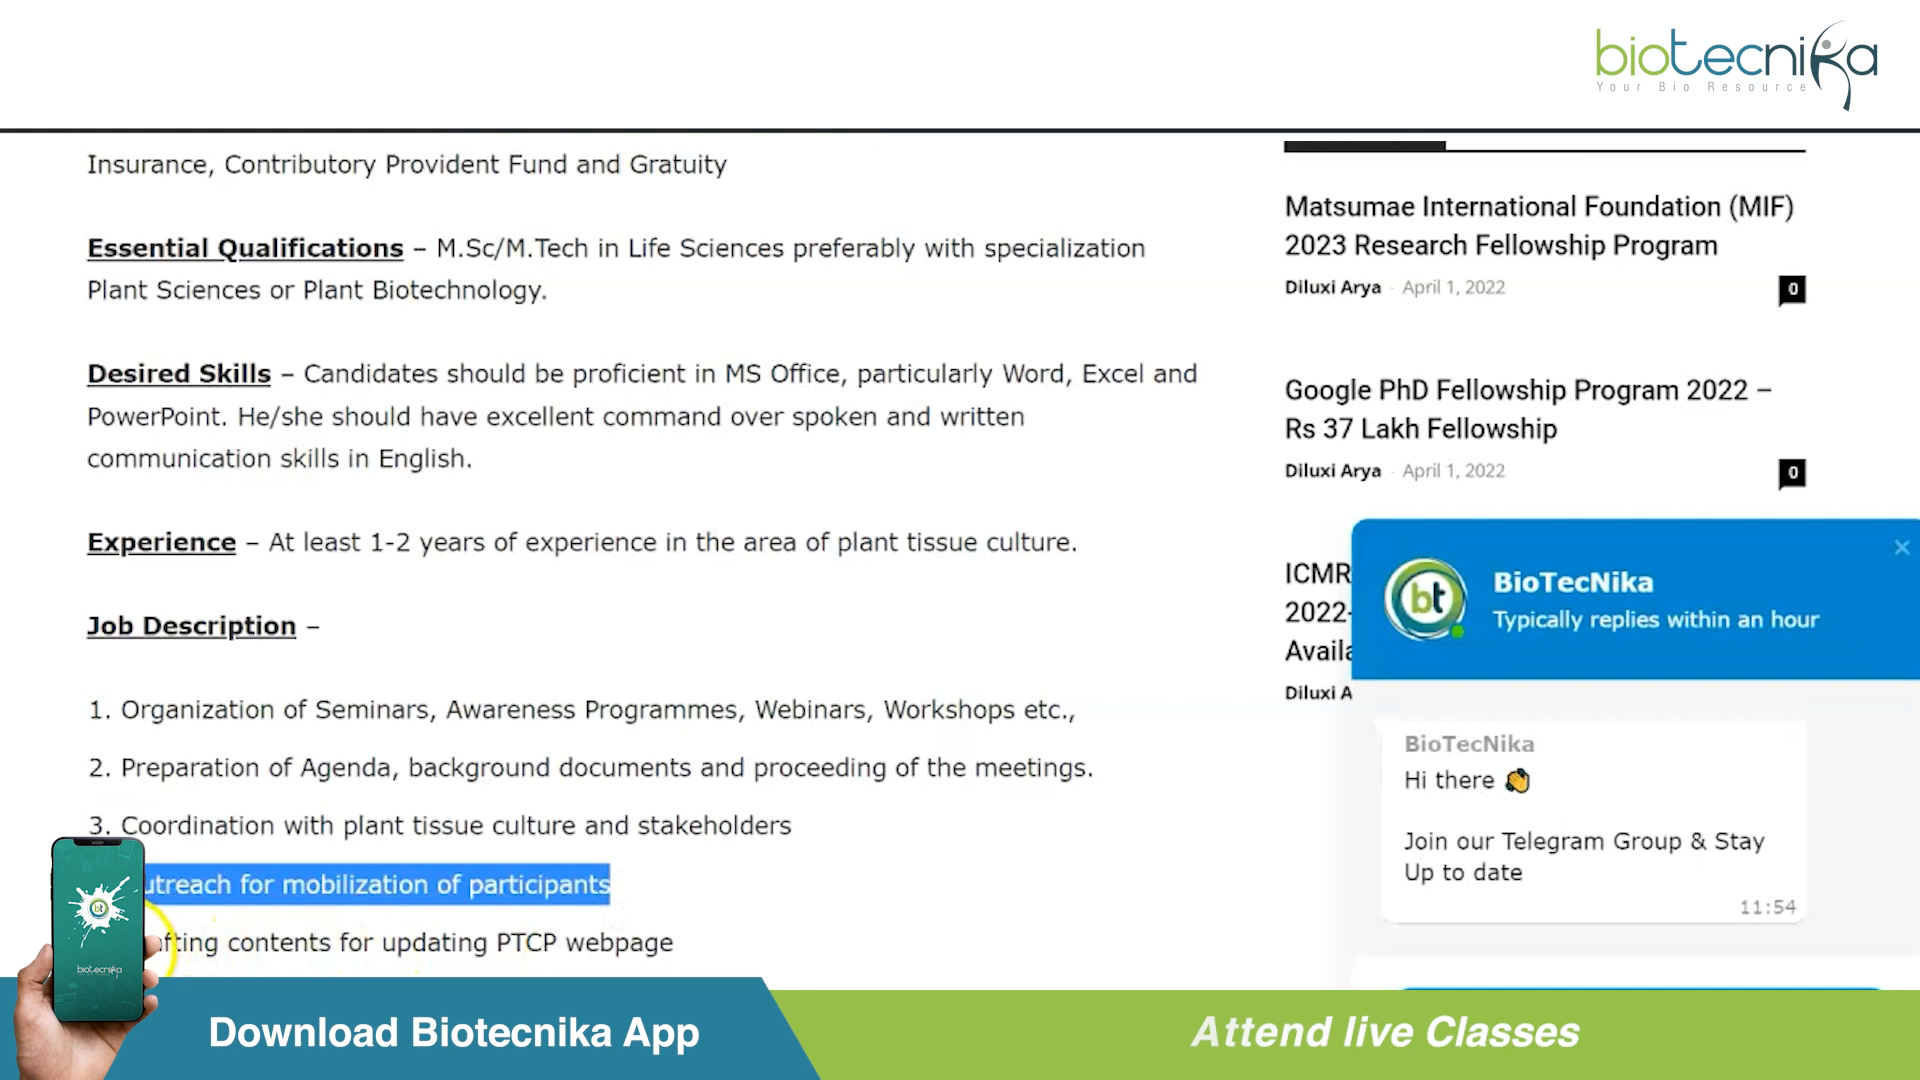 biotecnika
Your Bio Resource
Insurance, Contributory Provident Fund and Gratuity
Essential Qualifications – M.Sc/M.Tech in Life Sciences preferably with specialization
Plant Sciences or Plant Biotechnology.
Desired Skills – Candidates should be proficient in MS Office, particularly Word, Excel and
PowerPoint. He/she should have excellent command over spoken and written
communication skills in English.
Experience – At least 1-2 years of experience in the area of plant tissue culture.
Job Description –
1. Organization of Seminars, Awareness Programmes, Webinars, Workshops etc.,
2. Preparation of Agenda, background documents and proceeding of the meetings.
3. Coordination with plant tissue culture and stakeholders
utreach for mobilization of participants
fting contents for updating PTCP webpage
Matsumae International Foundation (MIF)
2023 Research Fellowship Program
Diluxi Arya - April 1, 2022
0
Google PhD Fellowship Program 2022 –
Rs 37 Lakh Fellowship
Diluxi Arya - April 1, 2022
0
ICMR
2022-
Availa
Diluxi A
bt
BioTecNika
Typically replies within an hour
BioTecNika
Hi there
Join our Telegram Group & Stay
Up to date
11:54
bt
biotecnika
Download Biotecnika App
Attend live Classes